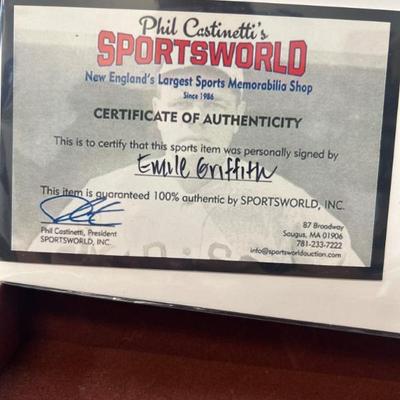 Phil Castinetti's
SPORTSWORLD
New England's Largest Sports Memorabilia Shop
Since 1986
CERTIFICATE OF AUTHENTICITY
This is to certify that this sports item was personally signed by
Emile Griffith
This item is guaranteed 100% authentic by SPORTSWORLD, INC.
Phil Castinetti, President
SPORTSWORLD, INC.
87 Broadway
Saugus, MA 01906
781-233-7222
info@sportsworldauction.com